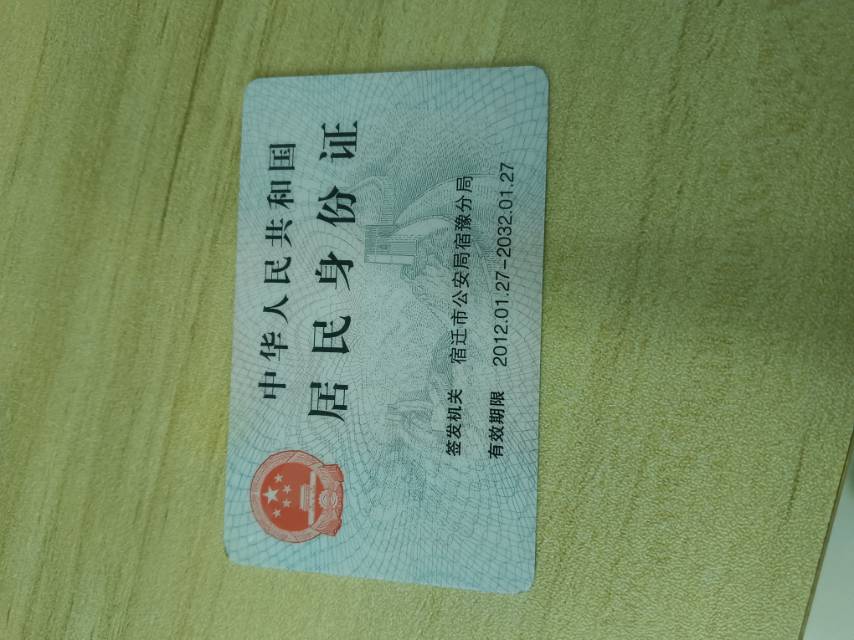 中华人民共和国
居民身份证
签发机关 宿迁市公安局宿豫分局
有效期限 2012.01.27-2032.01.27